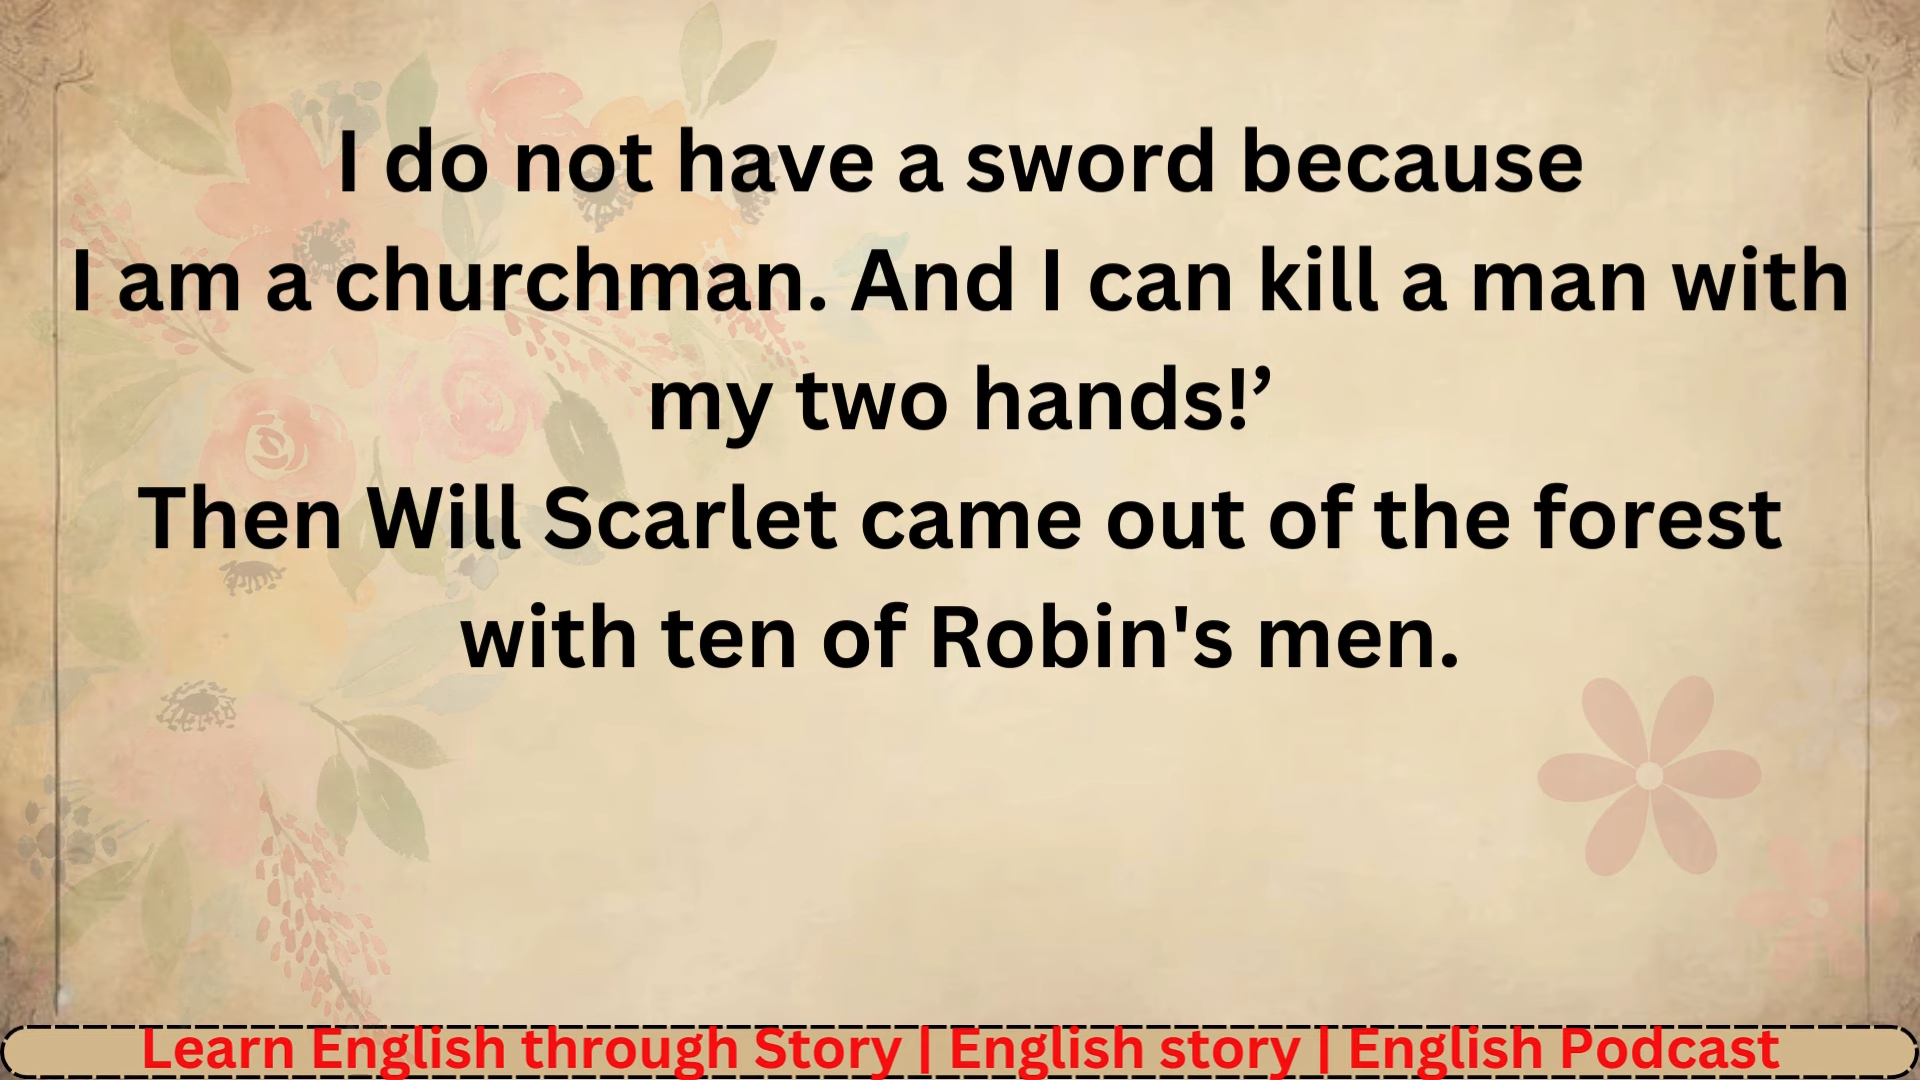 I do not have a sword because
I am a churchman. And I can kill a man with
my two hands!’
Then Will Scarlet came out of the forest
with ten of Robin's men.
Learn English through Story | English story | English Podcast